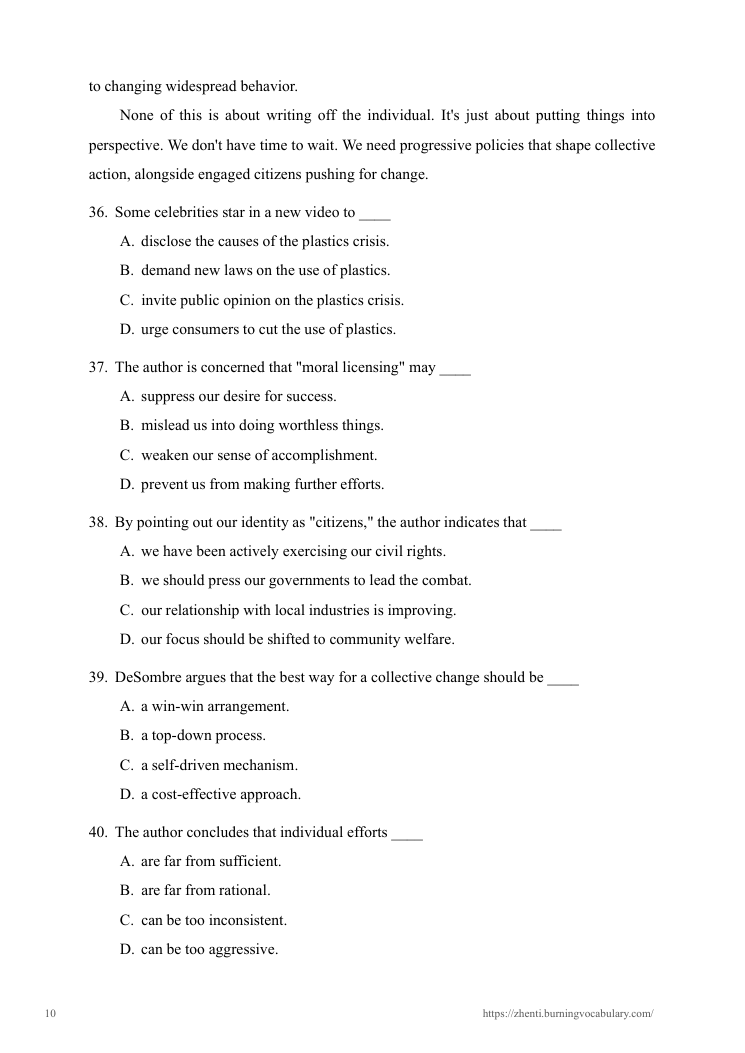 to changing widespread behavior.
None of this is about writing off the individual. It's just about putting things into
perspective. We don't have time to wait. We need progressive policies that shape collective
action, alongside engaged citizens pushing for change.
36. Some celebrities star in a new video to ____
A. disclose the causes of the plastics crisis.
B. demand new laws on the use of plastics.
C. invite public opinion on the plastics crisis.
D. urge consumers to cut the use of plastics.
37. The author is concerned that "moral licensing" may ____
A. suppress our desire for success.
B. mislead us into doing worthless things.
C. weaken our sense of accomplishment.
D. prevent us from making further efforts.
38. By pointing out our identity as "citizens," the author indicates that ____
A. we have been actively exercising our civil rights.
B. we should press our governments to lead the combat.
C. our relationship with local industries is improving.
D. our focus should be shifted to community welfare.
39. DeSombre argues that the best way for a collective change should be ____
A. a win-win arrangement.
B. a top-down process.
C. a self-driven mechanism.
D. a cost-effective approach.
40. The author concludes that individual efforts ____
A. are far from sufficient.
B. are far from rational.
C. can be too inconsistent.
D. can be too aggressive.
10 https://zhenti.burningvocabulary.com/